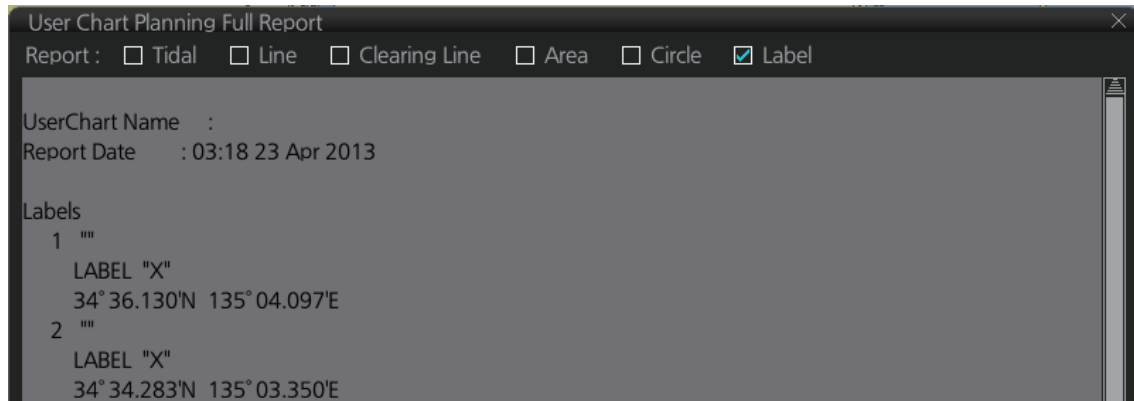 User Chart Planning Full Report
Report : Tidal Line Clearing Line Area Circle Label
UserChart Name :
Report Date : 03:18 23 Apr 2013
Labels
1 ""
LABEL "X"
34°36.130'N 135°04.097'E
2 ""
LABEL "X"
34°34.283'N 135°03.350'E